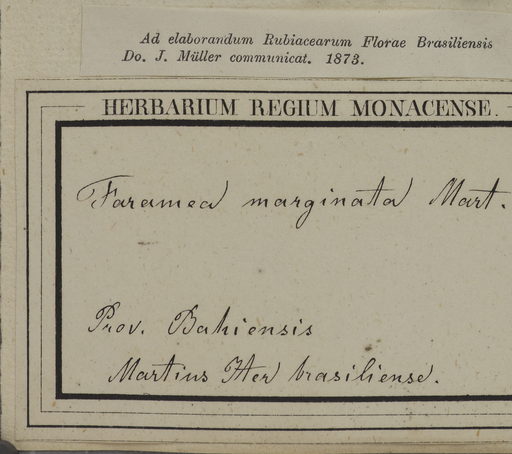 Ad elaborandum Rubiacearum Florae Brasiliensis
Do. J. Müller communicat. 1873.
HERBARIUM REGIUM MONACENSE.
Faramea marginata Mart.
Prov. Bahiensis
Martius Iter brasiliense.